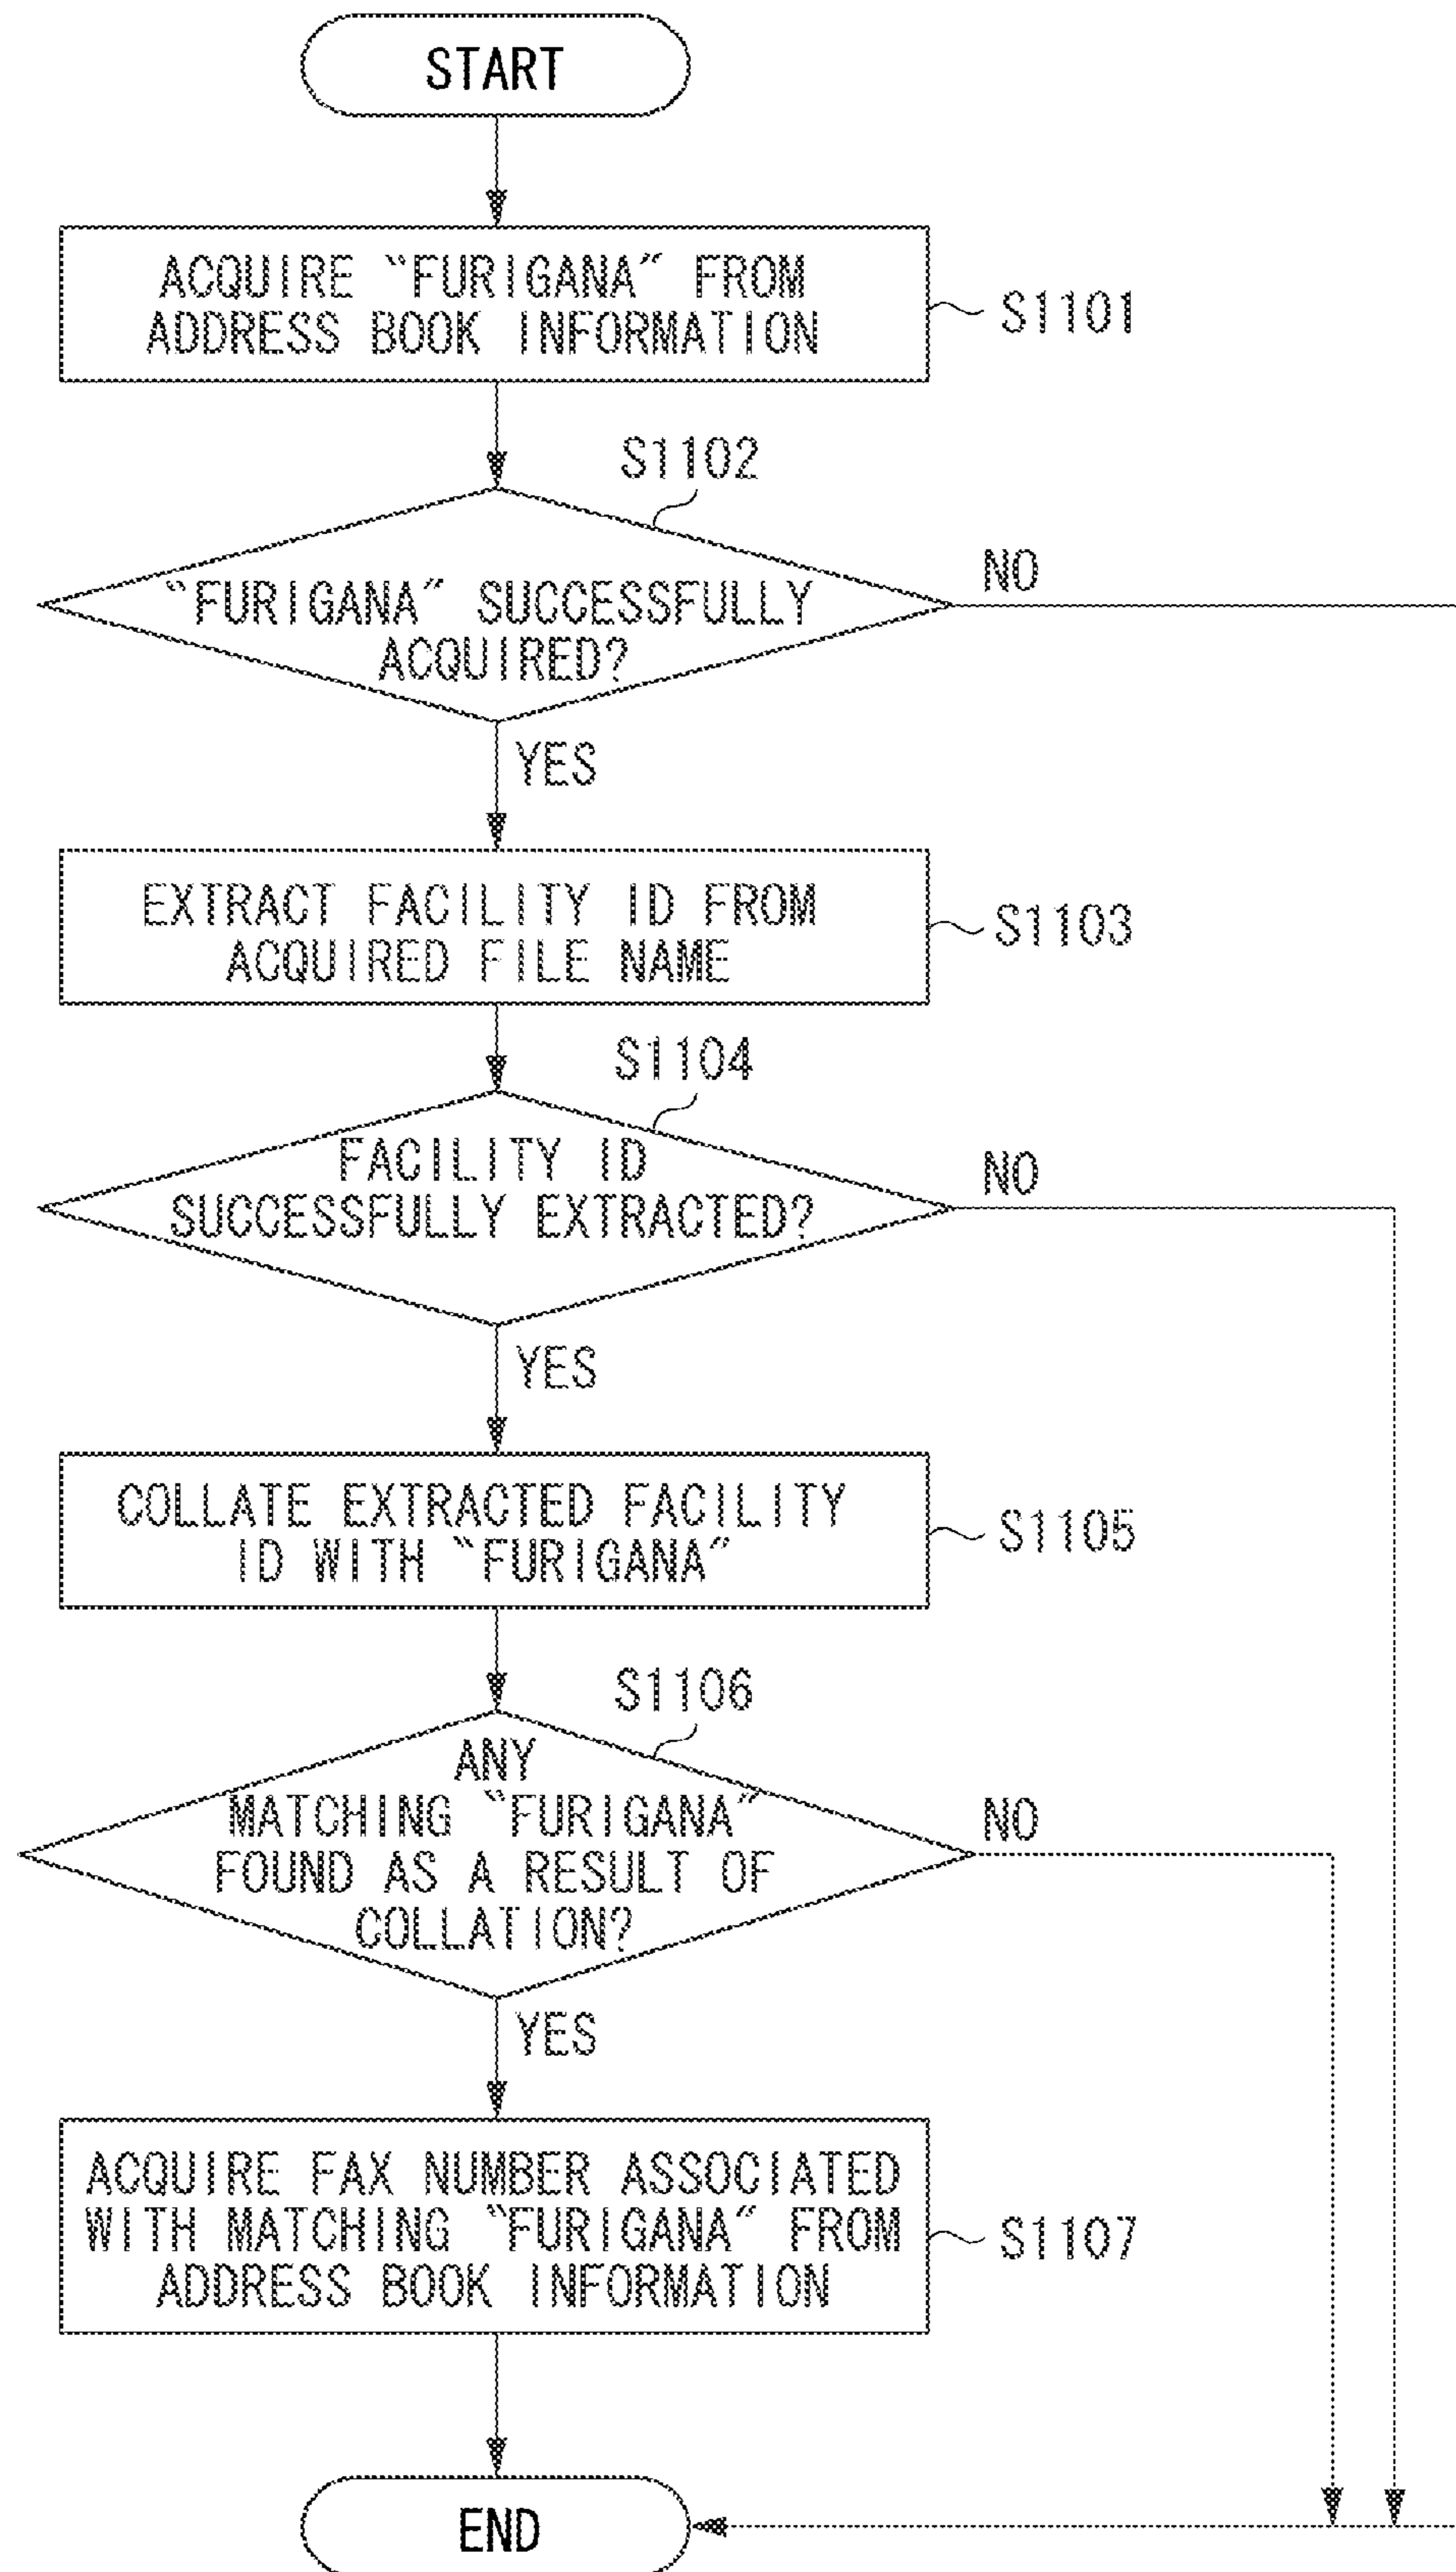 START
ACQUIRE “FURIGANA” FROM
ADDRESS BOOK INFORMATION
S1101
S1102
“FURIGANA” SUCCESSFULLY
ACQUIRED?
NO
YES
EXTRACT FACILITY ID FROM
ACQUIRED FILE NAME
S1103
S1104
FACILITY ID
SUCCESSFULLY EXTRACTED?
NO
YES
COLLATE EXTRACTED FACILITY
ID WITH “FURIGANA”
S1105
S1106
ANY
MATCHING “FURIGANA”
FOUND AS A RESULT OF
COLLATION?
NO
YES
ACQUIRE FAX NUMBER ASSOCIATED
WITH MATCHING “FURIGANA” FROM
ADDRESS BOOK INFORMATION
S1107
END